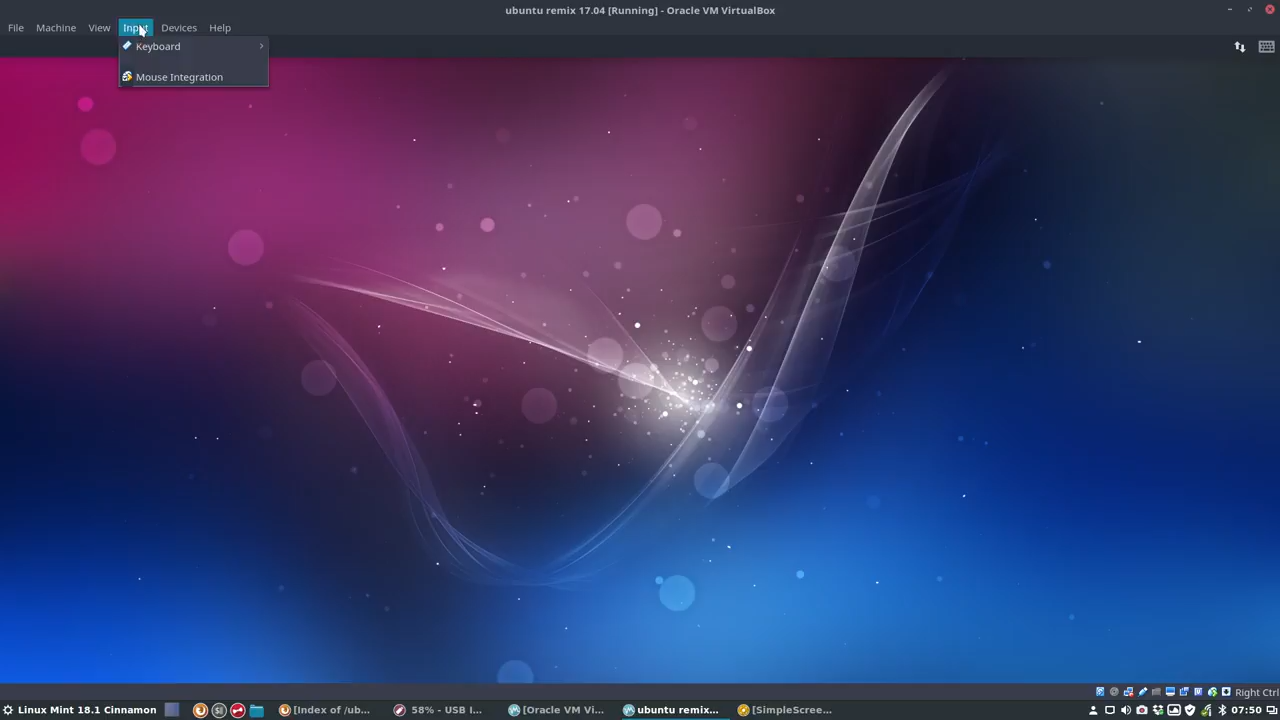 ubuntu remix 17.04 [Running] - Oracle VM VirtualBox
File Machine View Input Devices Help
Keyboard
Mouse Integration
Right Ctrl
Linux Mint 18.1 Cinnamon [Index of /ub... 58% - USB I... [Oracle VM Vi... ubuntu remix... [SimpleScree... 07:50